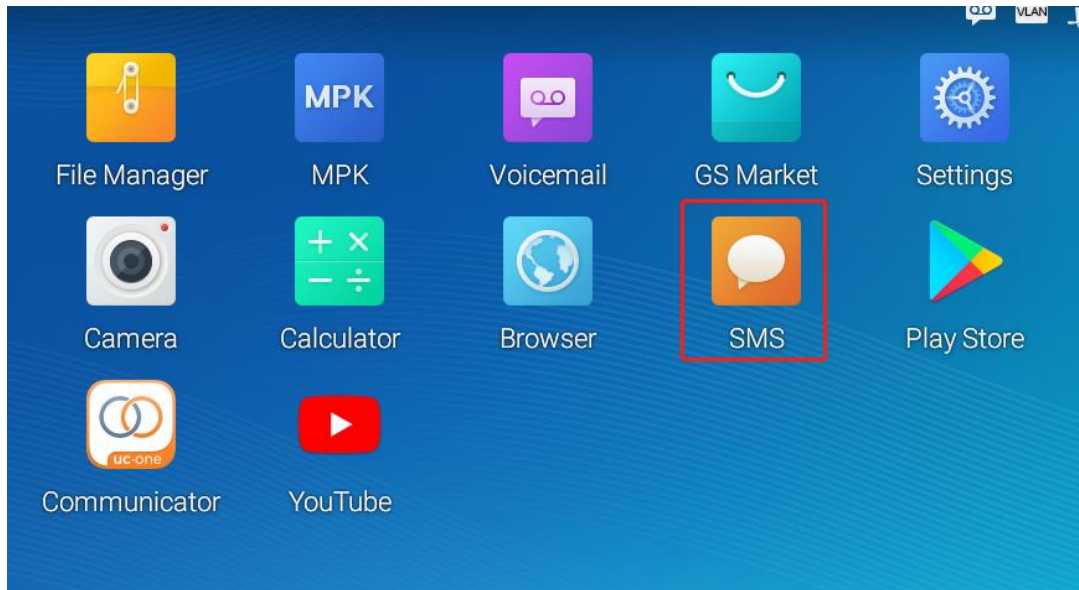 VLAN
MPK
File Manager MPK Voicemail GS Market Settings
Camera Calculator Browser SMS Play Store
uc-one
Communicator YouTube